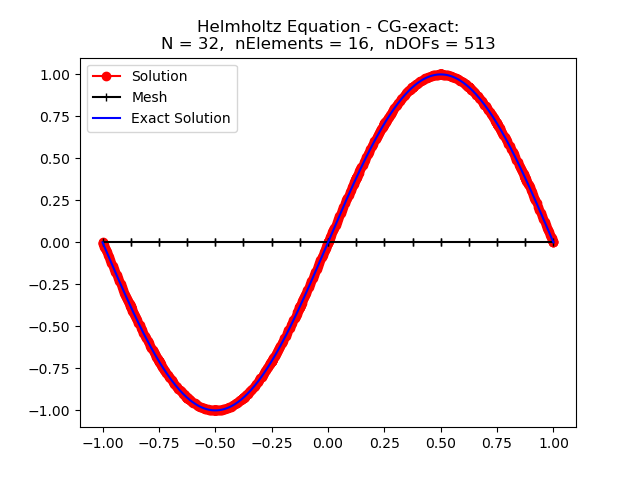 Helmholtz Equation - CG-exact:
N = 32, nElements = 16, nDOFs = 513
Solution
Mesh
Exact Solution
1.00
0.75
0.50
0.25
0.00
−0.25
−0.50
−0.75
−1.00
−1.00 −0.75 −0.50 −0.25 0.00 0.25 0.50 0.75 1.00